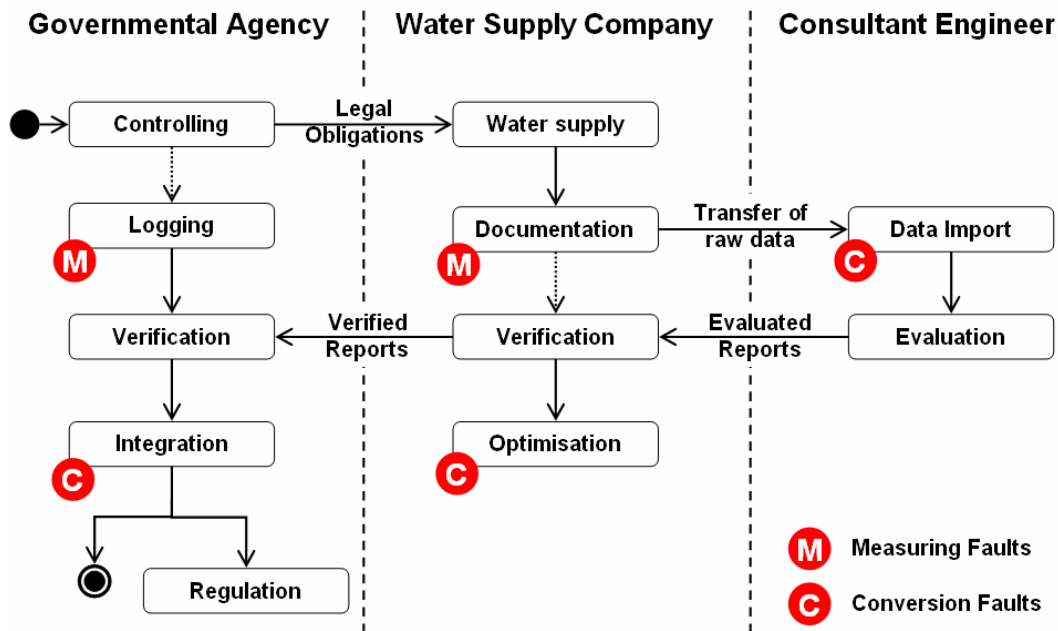 Governmental Agency
Water Supply Company
Consultant Engineer
Controlling
Legal
Obligations
Water supply
Logging
M
Documentation
M
Transfer of
raw data
Data Import
C
Verification
Verified
Reports
Verification
Evaluated
Reports
Evaluation
Integration
C
Optimisation
C
Regulation
M Measuring Faults
C Conversion Faults